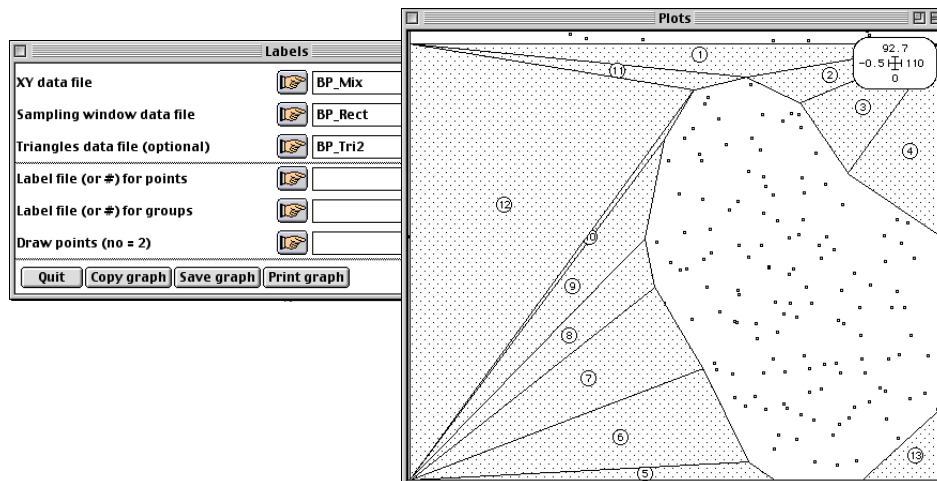 Labels
XY data file BP_Mix
Sampling window data file BP_Rect
Triangles data file (optional) BP_Tri2
Label file (or #) for points
Label file (or #) for groups
Draw points (no = 2)
Quit Copy graph Save graph Print graph
Plots
92.7
-0.5 110
0
1
11
2
3
4
12
0
9
8
7
6
5
13